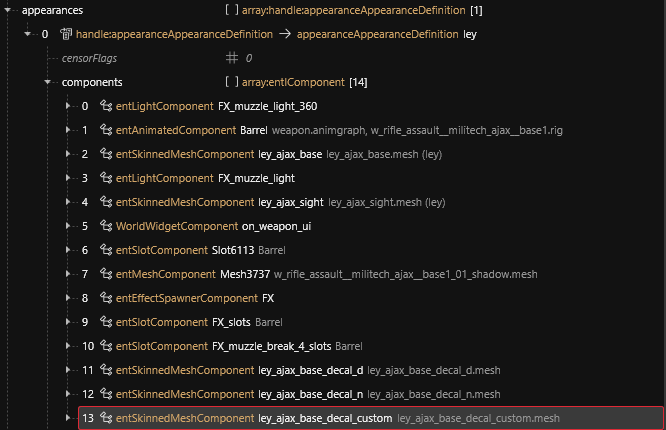 appearances [ ] array:handle:appearanceAppearanceDefinition [1]
0 handle:appearanceAppearanceDefinition → appearanceAppearanceDefinition ley
censorFlags # 0
components [ ] array:entIComponent [14]
0 entLightComponent FX_muzzle_light_360
1 entAnimatedComponent Barrel weapon.animgraph, w_rifle_assault__militech_ajax__base1.rig
2 entSkinnedMeshComponent ley_ajax_base ley_ajax_base.mesh (ley)
3 entLightComponent FX_muzzle_light
4 entSkinnedMeshComponent ley_ajax_sight ley_ajax_sight.mesh (ley)
5 WorldWidgetComponent on_weapon_ui
6 entSlotComponent Slot6113 Barrel
7 entMeshComponent Mesh3737 w_rifle_assault__militech_ajax__base1_01_shadow.mesh
8 entEffectSpawnerComponent FX
9 entSlotComponent FX_slots Barrel
10 entSlotComponent FX_muzzle_break_4_slots Barrel
11 entSkinnedMeshComponent ley_ajax_base_decal_d ley_ajax_base_decal_d.mesh
12 entSkinnedMeshComponent ley_ajax_base_decal_n ley_ajax_base_decal_n.mesh
13 entSkinnedMeshComponent ley_ajax_base_decal_custom ley_ajax_base_decal_custom.mesh